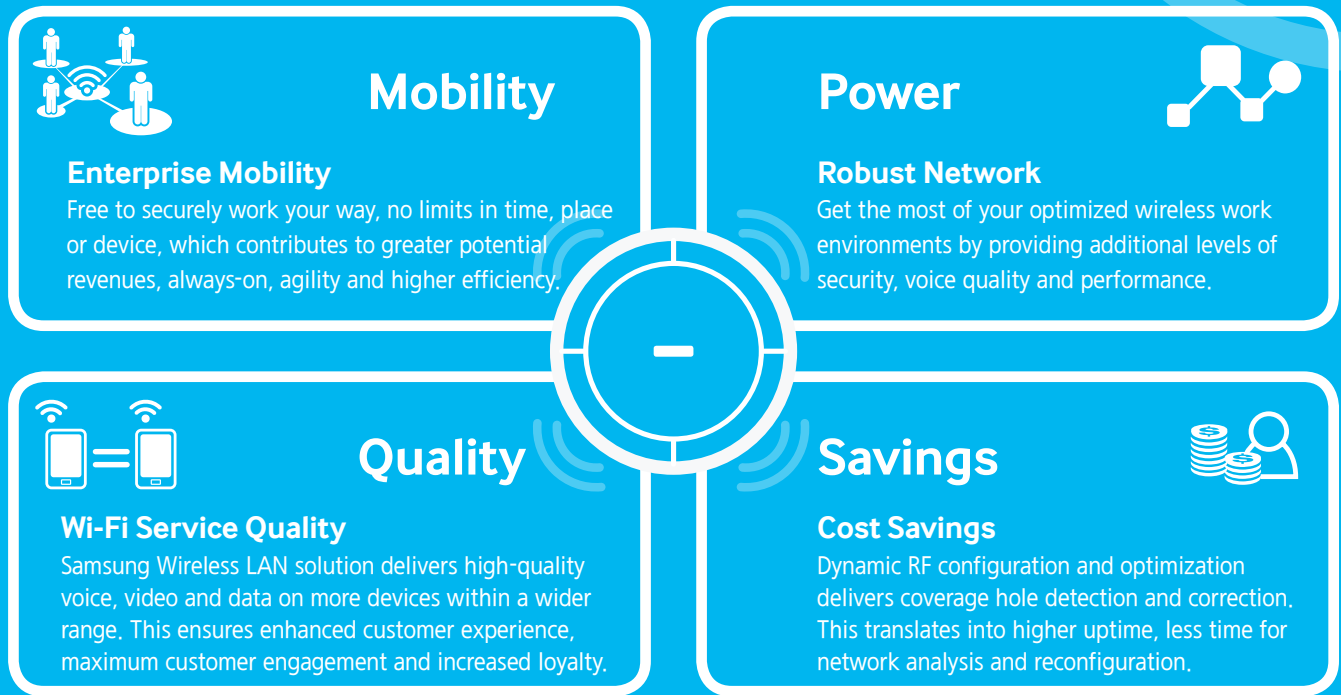 Mobility
Enterprise Mobility
Free to securely work your way, no limits in time, place
or device, which contributes to greater potential
revenues, always-on, agility and higher efficiency.
Power
Robust Network
Get the most of your optimized wireless work
environments by providing additional levels of
security, voice quality and performance.
-
Quality
Wi-Fi Service Quality
Samsung Wireless LAN solution delivers high-quality
voice, video and data on more devices within a wider
range. This ensures enhanced customer experience,
maximum customer engagement and increased loyalty.
Savings
$
$
Cost Savings
Dynamic RF configuration and optimization
delivers coverage hole detection and correction.
This translates into higher uptime, less time for
network analysis and reconfiguration.